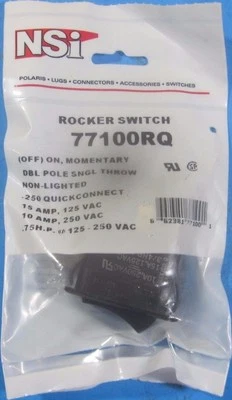 NSi
POLARIS • LUGS • CONNECTORS • ACCESSORIES • SWITCHES
ROCKER SWITCH
77100RQ
(OFF) ON, MOMENTARY
DBL POLE SNGL THROW
NON-LIGHTED
.250 QUICKCONNECT
15 AMP, 125 VAC
10 AMP, 250 VAC
.75H.P. 125 - 250 VAC